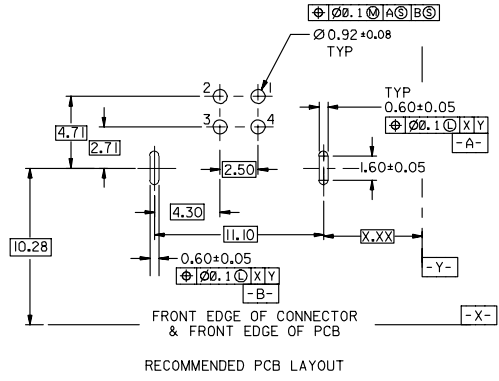 ⌖ Ø0.1 Ⓜ A Ⓢ B Ⓢ
Ø 0.92 ±0.08
TYP
2 1
3 4
TYP
0.60±0.05
⌖ Ø0.1 Ⓛ X Y
-A-
4.71
2.71
2.50
1.60±0.05
4.30
11.10
X.XX
10.28
0.60±0.05
⌖ Ø0.1 Ⓛ X Y
-B-
-Y-
FRONT EDGE OF CONNECTOR
& FRONT EDGE OF PCB
-X-
RECOMMENDED PCB LAYOUT